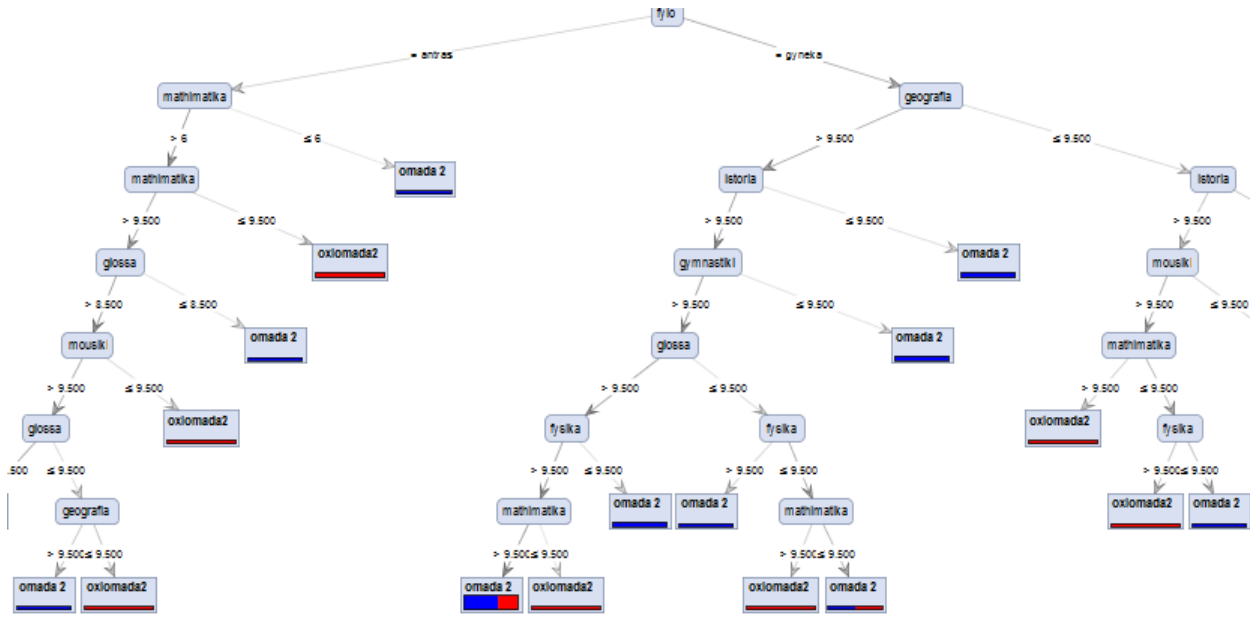 fylo
= antras
= gyneka
mathimatika
geografia
> 6
≤ 6
> 9.500
≤ 9.500
mathimatika
omada 2
istoria
istoria
> 9.500
≤ 9.500
> 9.500
≤ 9.500
> 9.500
glossa
oxiomada2
gymnastiki
omada 2
mousiki
> 8.500
≤ 8.500
> 9.500
≤ 9.500
> 9.500
≤ 9.500
mousiki
omada 2
glossa
omada 2
mathimatika
> 9.500
≤ 9.500
> 9.500
≤ 9.500
> 9.500
≤ 9.500
glossa
oxiomada2
fysika
fysika
oxiomada2
fysika
.500
≤ 9.500
> 9.500
≤ 9.500
> 9.500
≤ 9.500
> 9.500
≤ 9.500
geografia
mathimatika
omada 2
omada 2
mathimatika
oxiomada2
omada 2
> 9.500
≤ 9.500
> 9.500
≤ 9.500
> 9.500
≤ 9.500
omada 2
oxiomada2
omada 2
oxiomada2
oxiomada2
omada 2